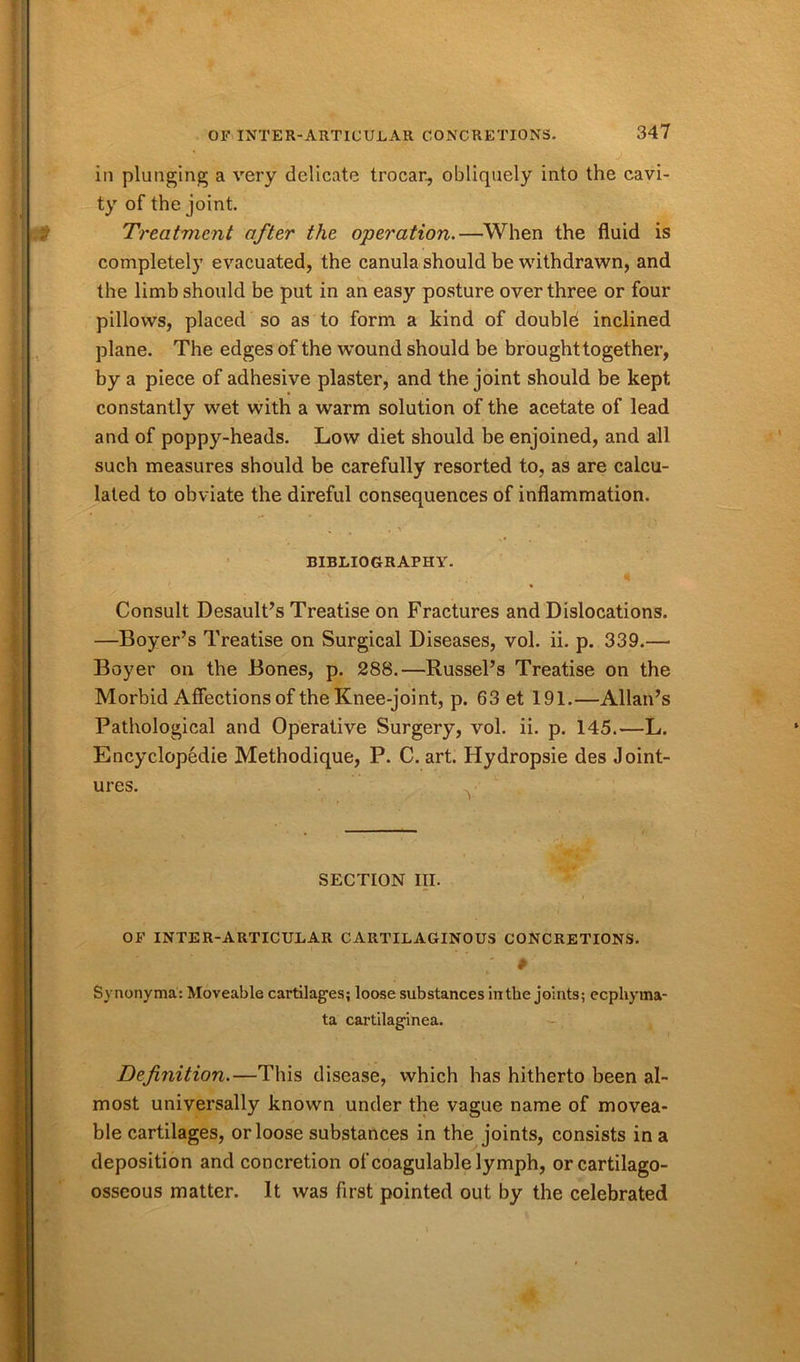 OF INTER-ARTICULAR CONCRETIONS. 347
in plunging a very delicate trocar, obliquely into the cavi-
ty of the joint.
Treatment after the operation.—When the fluid is
completely evacuated, the canula should be withdrawn, and
the limb should be put in an easy posture over three or four
pillows, placed so as to form a kind of double inclined
plane. The edges of the wound should be brought together,
by a piece of adhesive plaster, and the joint should be kept
constantly wet with a warm solution of the acetate of lead
and of poppy-heads. Low diet should be enjoined, and all
such measures should be carefully resorted to, as are calcu-
lated to obviate the direful consequences of inflammation.
BIBLIOGRAPHY.
Consult Desault's Treatise on Fractures and Dislocations.
—Boyer's Treatise on Surgical Diseases, vol. ii. p. 339.—
Boyer on the Bones, p. 288.—Russel's Treatise on the
Morbid Affections of the Knee-joint, p. 63 et 191.—Allan's
Pathological and Operative Surgery, vol. ii. p. 145.—L.
Encyclopédie Methodique, P. C. art. Hydropsie des Joint-
ures.
SECTION III.
OF INTER-ARTICULAR CARTILAGINOUS CONCRETIONS.
Synonyma: Moveable cartilages; loose substances in the joints; ecphyma-
ta cartilaginea.
Definition.—This disease, which has hitherto been al-
most universally known under the vague name of movea-
ble cartilages, or loose substances in the joints, consists in a
deposition and concretion of coagulable lymph, or cartilago-
osseous matter. It was first pointed out by the celebrated